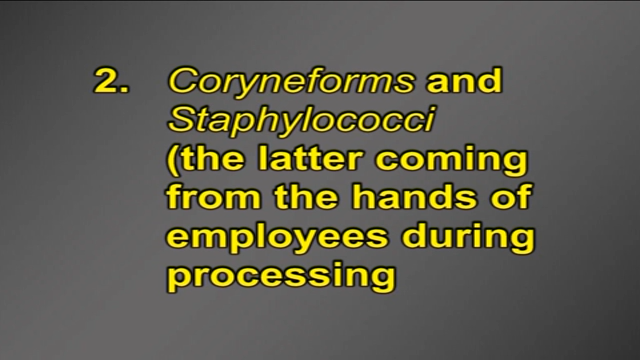 2. Coryneforms and
Staphylococci
(the latter coming
from the hands of
employees during
processing